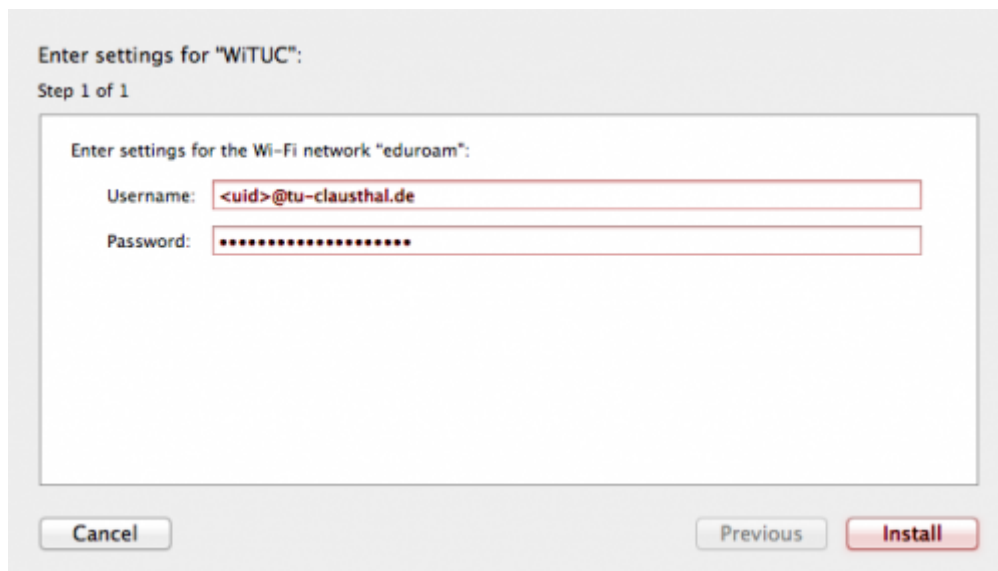 Enter settings for "WiTUC":
Step 1 of 1
Enter settings for the Wi-Fi network "eduroam":
Username: <uid>@tu-clausthal.de
Password: ••••••••••••••••••••
Cancel Previous Install